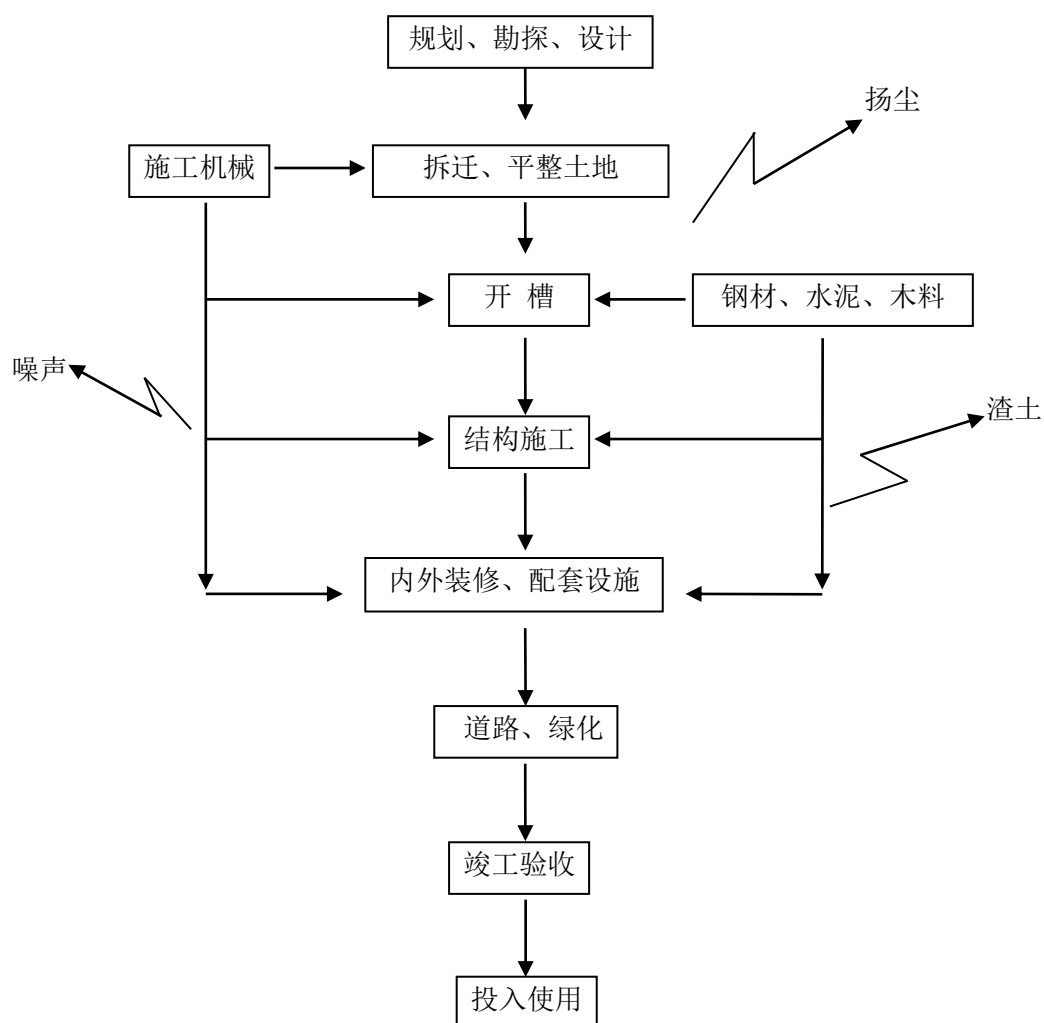 规划、勘探、设计
扬尘
施工机械
拆迁、平整土地
开 槽
钢材、水泥、木料
噪声
渣土
结构施工
内外装修、配套设施
道路、绿化
竣工验收
投入使用